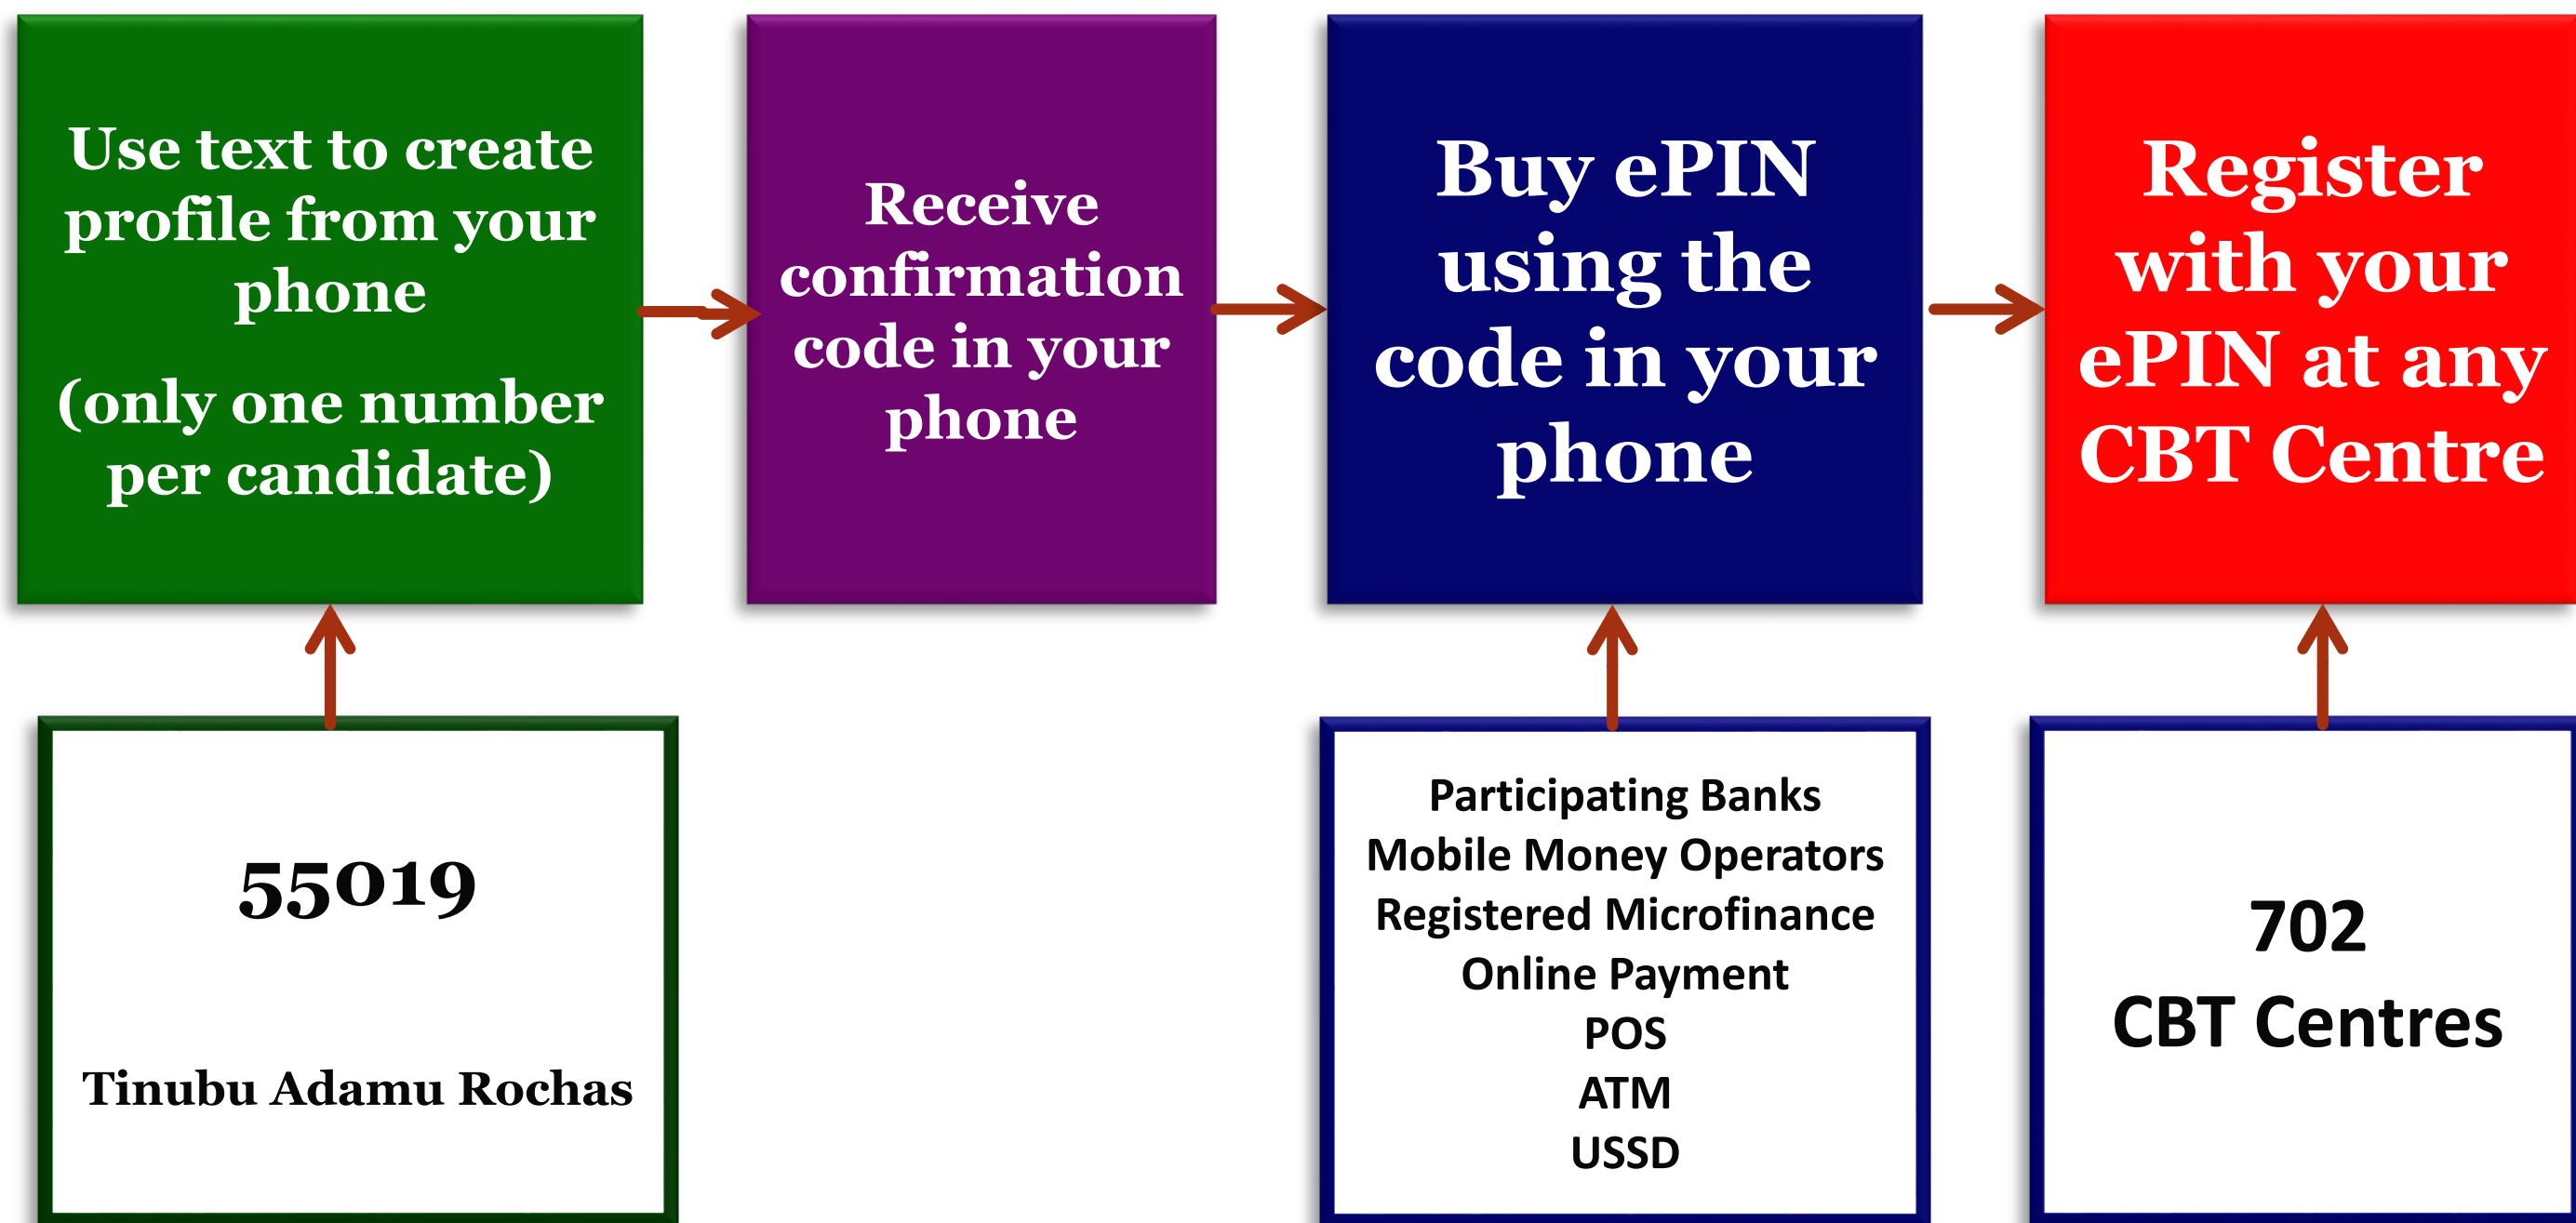 Use text to create
profile from your
phone
(only one number
per candidate)
Receive
confirmation
code in your
phone
Buy ePIN
using the
code in your
phone
Register
with your
ePIN at any
CBT Centre
55019
Tinubu Adamu Rochas
Participating Banks
Mobile Money Operators
Registered Microfinance
Online Payment
POS
ATM
USSD
702
CBT Centres